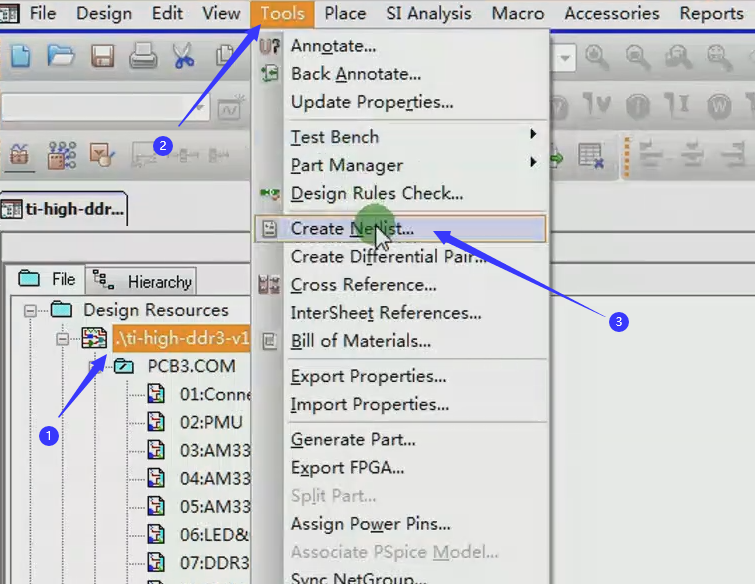 File Design Edit View Tools Place SI Analysis Macro Accessories Reports
Annotate...
Back Annotate...
Update Properties...
Test Bench
Part Manager
Design Rules Check...
Create Netlist...
Create Differential Pair...
Cross Reference...
InterSheet References...
Bill of Materials...
Export Properties...
Import Properties...
Generate Part...
Export FPGA...
Split Part...
Assign Power Pins...
Associate PSpice Model...
Sync NetGroup...
2
3
1
ti-high-ddr...
File Hierarchy
Design Resources
.\ti-high-ddr3-v1
PCB3.COM
01:Conne
02:PMU
03:AM33
04:AM33
05:AM33
06:LED&
07:DDR3